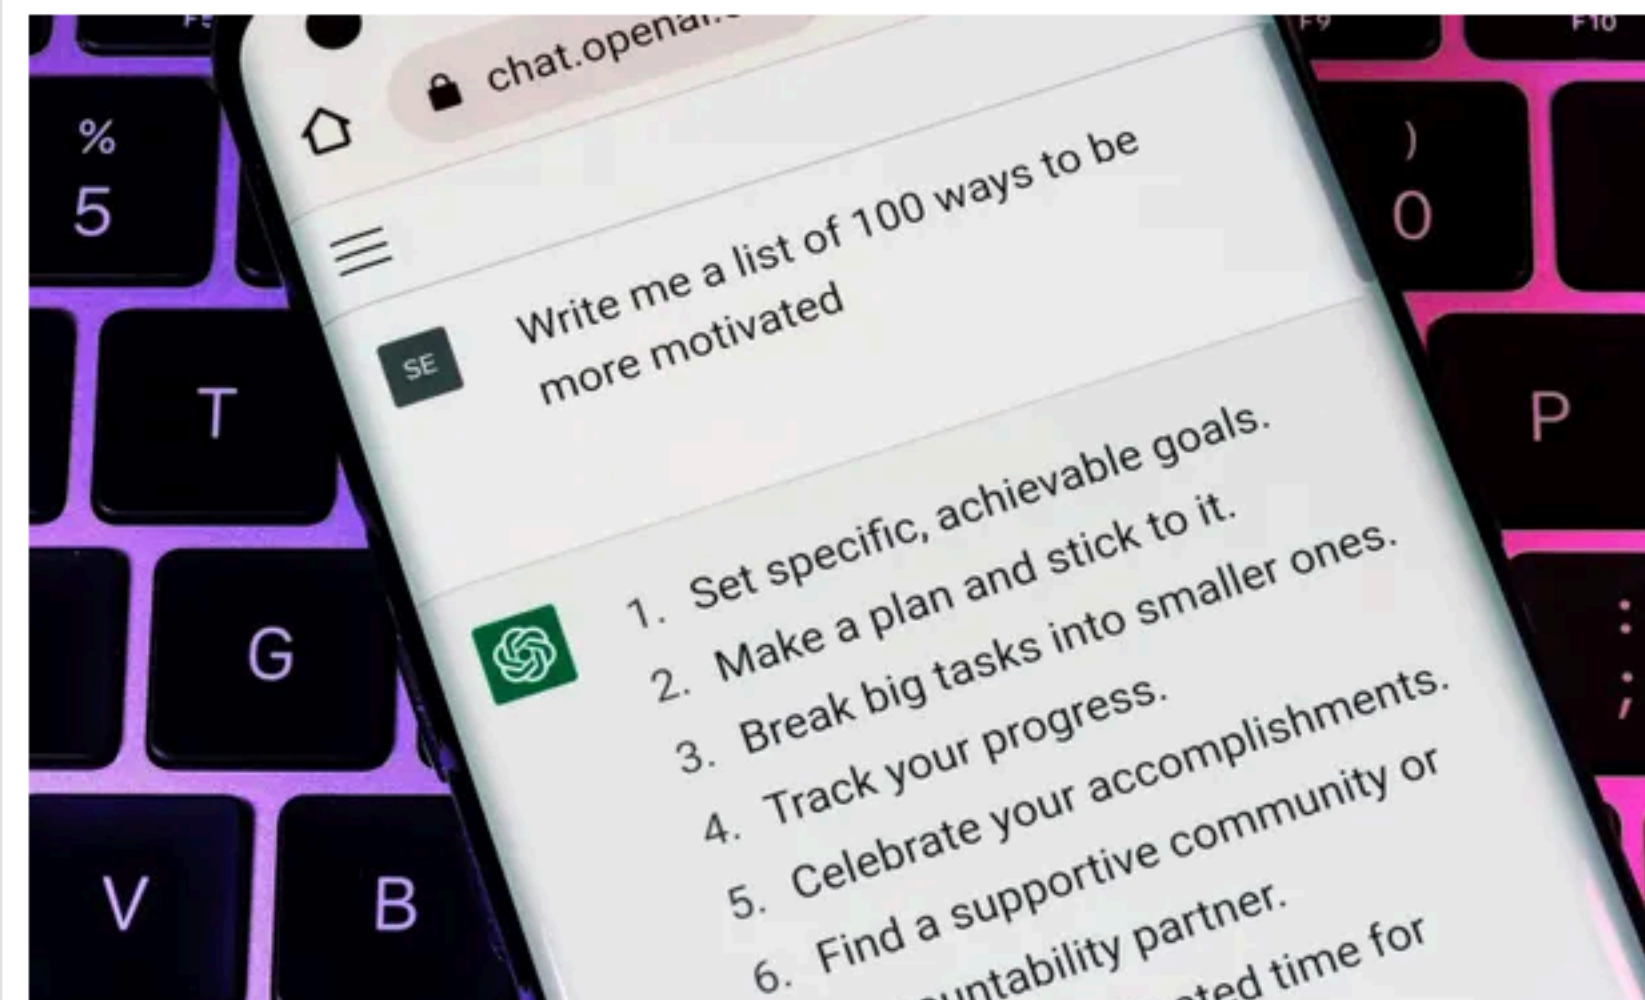 F9
F10
chat.openai.
%
5
)
0
Write me a list of 100 ways to be
more motivated
SE
T
P
1. Set specific, achievable goals.
2. Make a plan and stick to it.
3. Break big tasks into smaller ones.
4. Track your progress.
5. Celebrate your accomplishments.
6. Find a supportive community or
partner.
time for
G
:
;
V
B